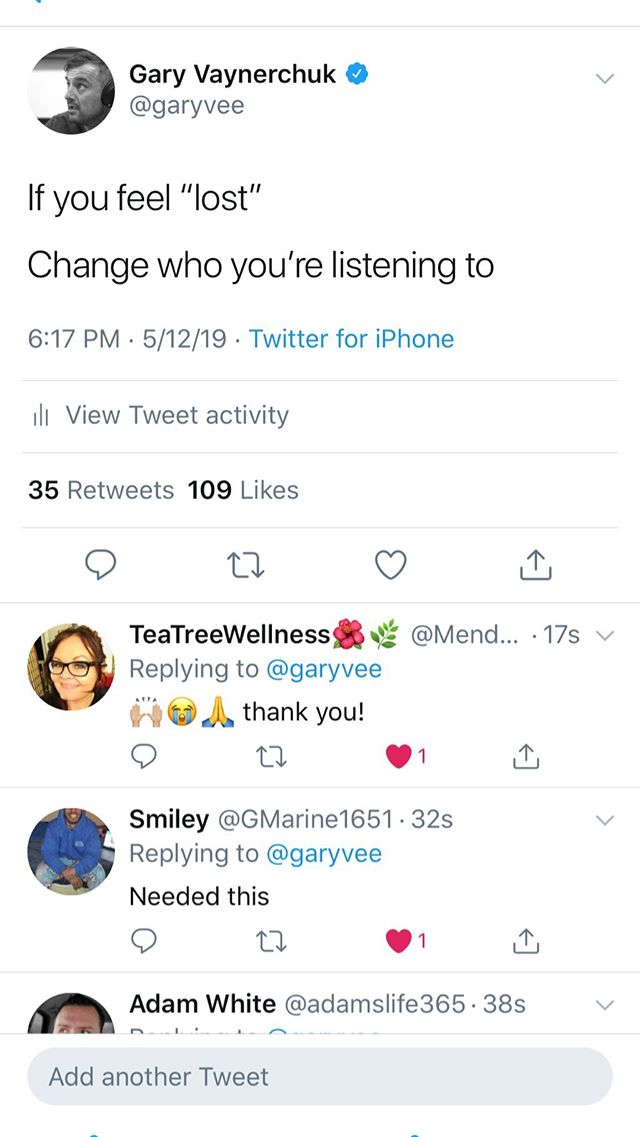 Gary Vaynerchuk
@garyvee
If you feel “lost”
Change who you’re listening to
6:17 PM · 5/12/19 · Twitter for iPhone
View Tweet activity
35 Retweets 109 Likes
TeaTreeWellness🌺🌿 @Mend... · 17s
Replying to @garyvee
🙌🏼😭🙏 thank you!
1
Smiley @GMarine1651 · 32s
Replying to @garyvee
Needed this
1
Adam White @adamslife365 · 38s
Add another Tweet